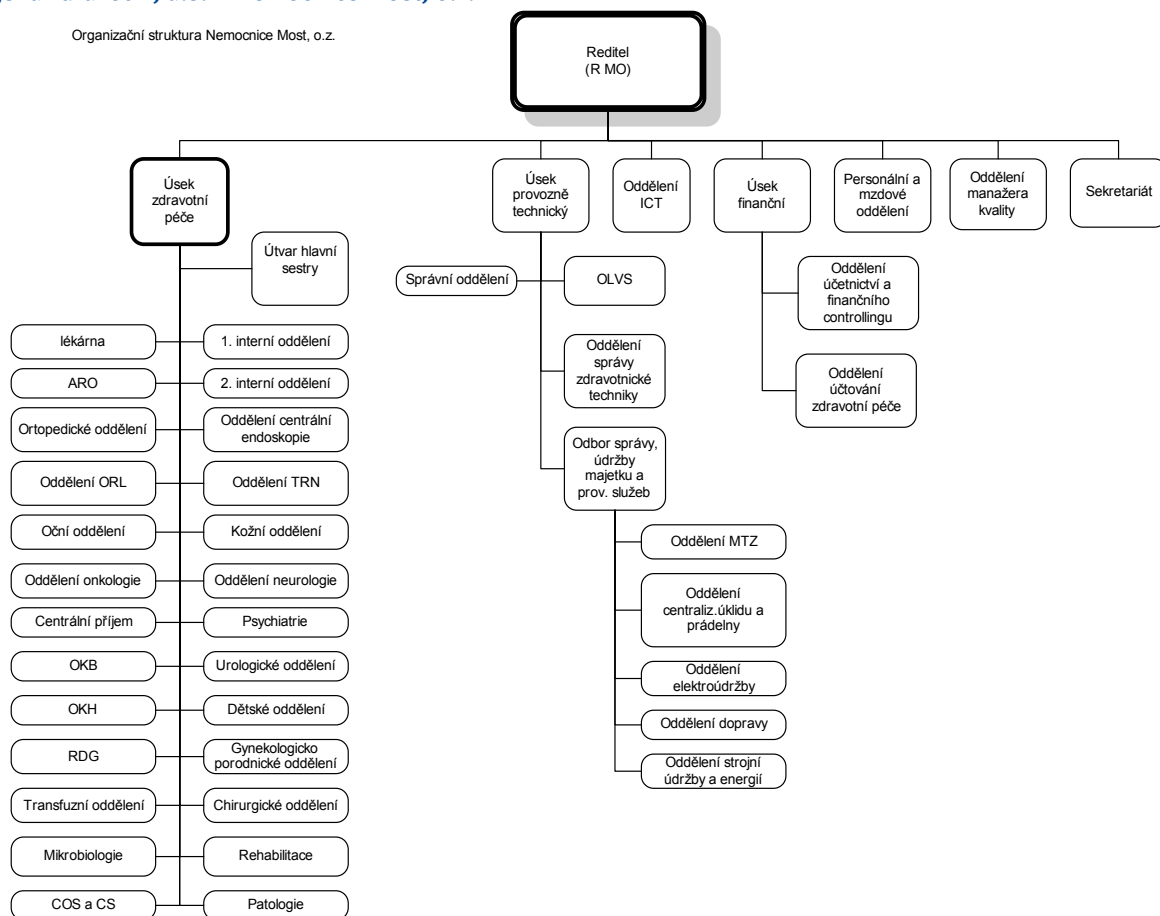 Organizační struktura Nemocnice Most, o.z.
Reditel
(R MO)
Úsek
zdravotní
péče
Úsek
provozně
technický
Oddělení
ICT
Úsek
finanční
Personální a
mzdové
oddělení
Oddělení
manažera
kvality
Sekretariát
Útvar hlavní
sestry
Správní oddělení
OLVS
Oddělení
účetnictví a
finančního
controllingu
Oddělení
správy
zdravotnické
techniky
Oddělení
účtování
zdravotní péče
Odbor správy,
údržby
majetku a
prov. služeb
Oddělení MTZ
Oddělení
centraliz.úklidu a
prádelny
Oddělení
elektroúdržby
Oddělení dopravy
Oddělení strojní
údržby a energií
lékárna
1. interní oddělení
ARO
2. interní oddělení
Ortopedické oddělení
Oddělení centrální
endoskopie
Oddělení ORL
Oddělení TRN
Oční oddělení
Kožní oddělení
Oddělení onkologie
Oddělení neurologie
Centrální příjem
Psychiatrie
OKB
Urologické oddělení
OKH
Dětské oddělení
RDG
Gynekologicko
porodnické oddělení
Transfuzní oddělení
Chirurgické oddělení
Mikrobiologie
Rehabilitace
COS a CS
Patologie